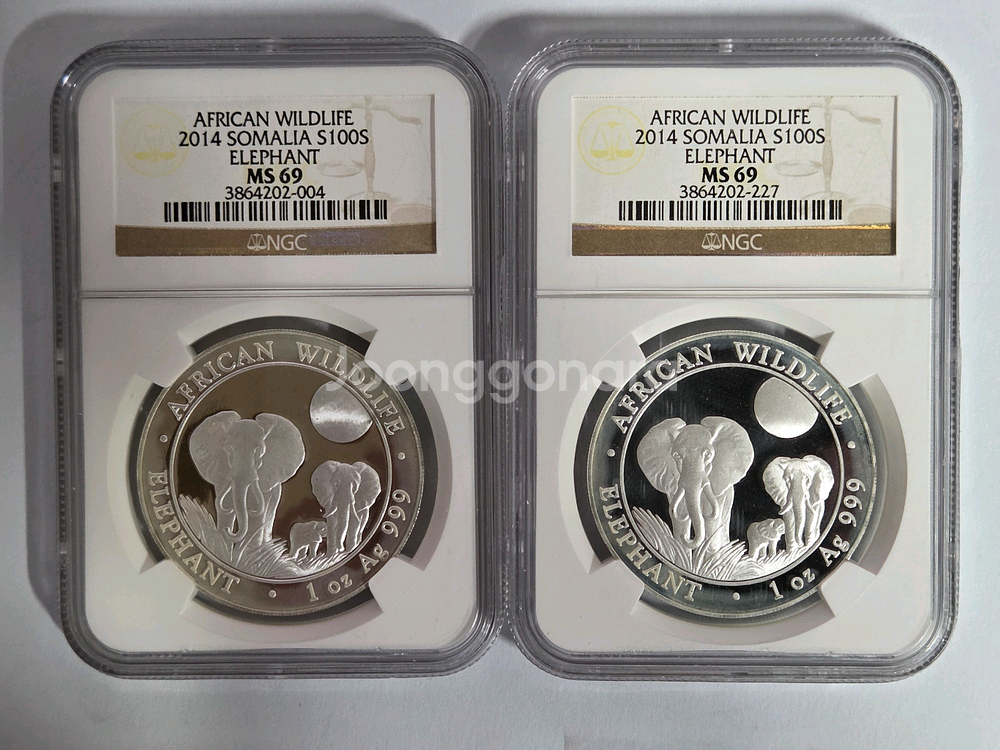 AFRICAN WILDLIFE
2014 SOMALIA S100S
ELEPHANT
MS 69
3864202-004
NGC
AFRICAN WILDLIFE
ELEPHANT
1 oz Ag 999
AFRICAN WILDLIFE
2014 SOMALIA S100S
ELEPHANT
MS 69
3864202-227
NGC
AFRICAN WILDLIFE
ELEPHANT
1 oz Ag 999
joonggonara